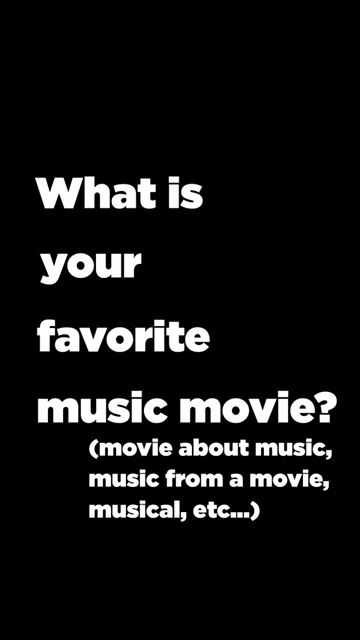 What is
your
favorite
music movie?
(movie about music,
music from a movie,
musical, etc...)